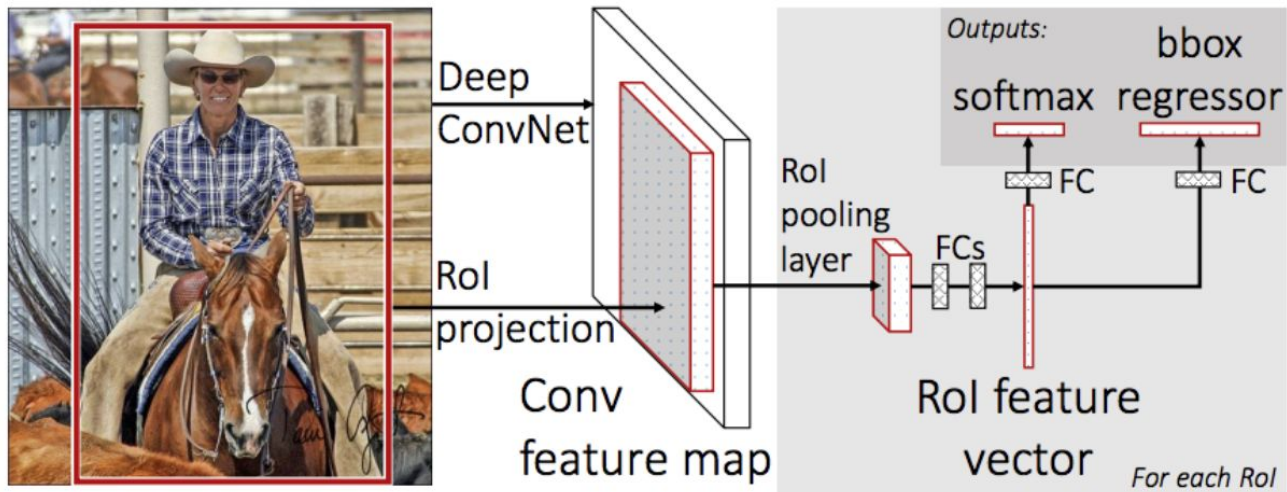 Deep
ConvNet
RoI
projection
Conv
feature map
RoI
pooling
layer
FCs
Outputs:
softmax
bbox
regressor
FC
FC
RoI feature
vector
For each RoI